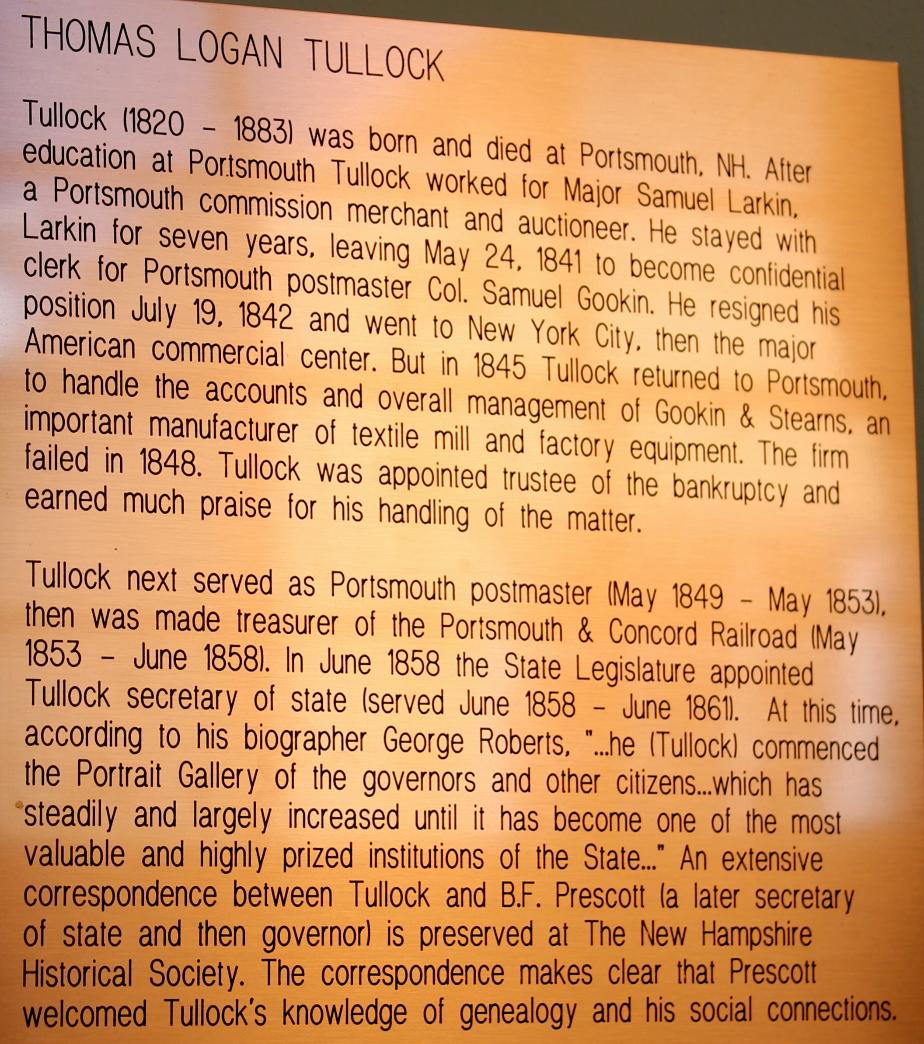 THOMAS LOGAN TULLOCK
Tullock (1820 – 1883) was born and died at Portsmouth, NH. After
education at Portsmouth Tullock worked for Major Samuel Larkin,
a Portsmouth commission merchant and auctioneer. He stayed with
Larkin for seven years, leaving May 24, 1841 to become confidential
clerk for Portsmouth postmaster Col. Samuel Gookin. He resigned his
position July 19, 1842 and went to New York City, then the major
American commercial center. But in 1845 Tullock returned to Portsmouth,
to handle the accounts and overall management of Gookin & Stearns, an
important manufacturer of textile mill and factory equipment. The firm
failed in 1848. Tullock was appointed trustee of the bankruptcy and
earned much praise for his handling of the matter.
Tullock next served as Portsmouth postmaster (May 1849 – May 1853),
then was made treasurer of the Portsmouth & Concord Railroad (May
1853 – June 1858). In June 1858 the State Legislature appointed
Tullock secretary of state (served June 1858 – June 1861). At this time,
according to his biographer George Roberts, "...he (Tullock) commenced
the Portrait Gallery of the governors and other citizens...which has
steadily and largely increased until it has become one of the most
valuable and highly prized institutions of the State..." An extensive
correspondence between Tullock and B.F. Prescott (a later secretary
of state and then governor) is preserved at The New Hampshire
Historical Society. The correspondence makes clear that Prescott
welcomed Tullock's knowledge of genealogy and his social connections.